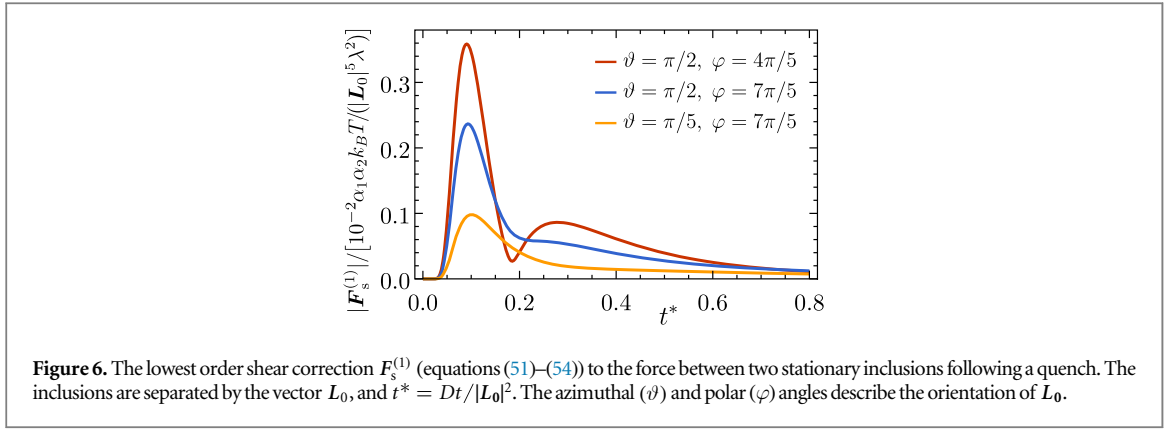 |F_s^(1)|/[10^−2 α_1 α_2 k_B T/(|L_0|^5 λ^2)]
0.3
0.2
0.1
0.0
ϑ = π/2, φ = 4π/5
ϑ = π/2, φ = 7π/5
ϑ = π/5, φ = 7π/5
0.0 0.2 0.4 0.6 0.8
t*
Figure 6. The lowest order shear correction F_s^(1) (equations (51)–(54)) to the force between two stationary inclusions following a quench. The
inclusions are separated by the vector L_0, and t* = Dt/|L_0|^2. The azimuthal (ϑ) and polar (φ) angles describe the orientation of L_0.